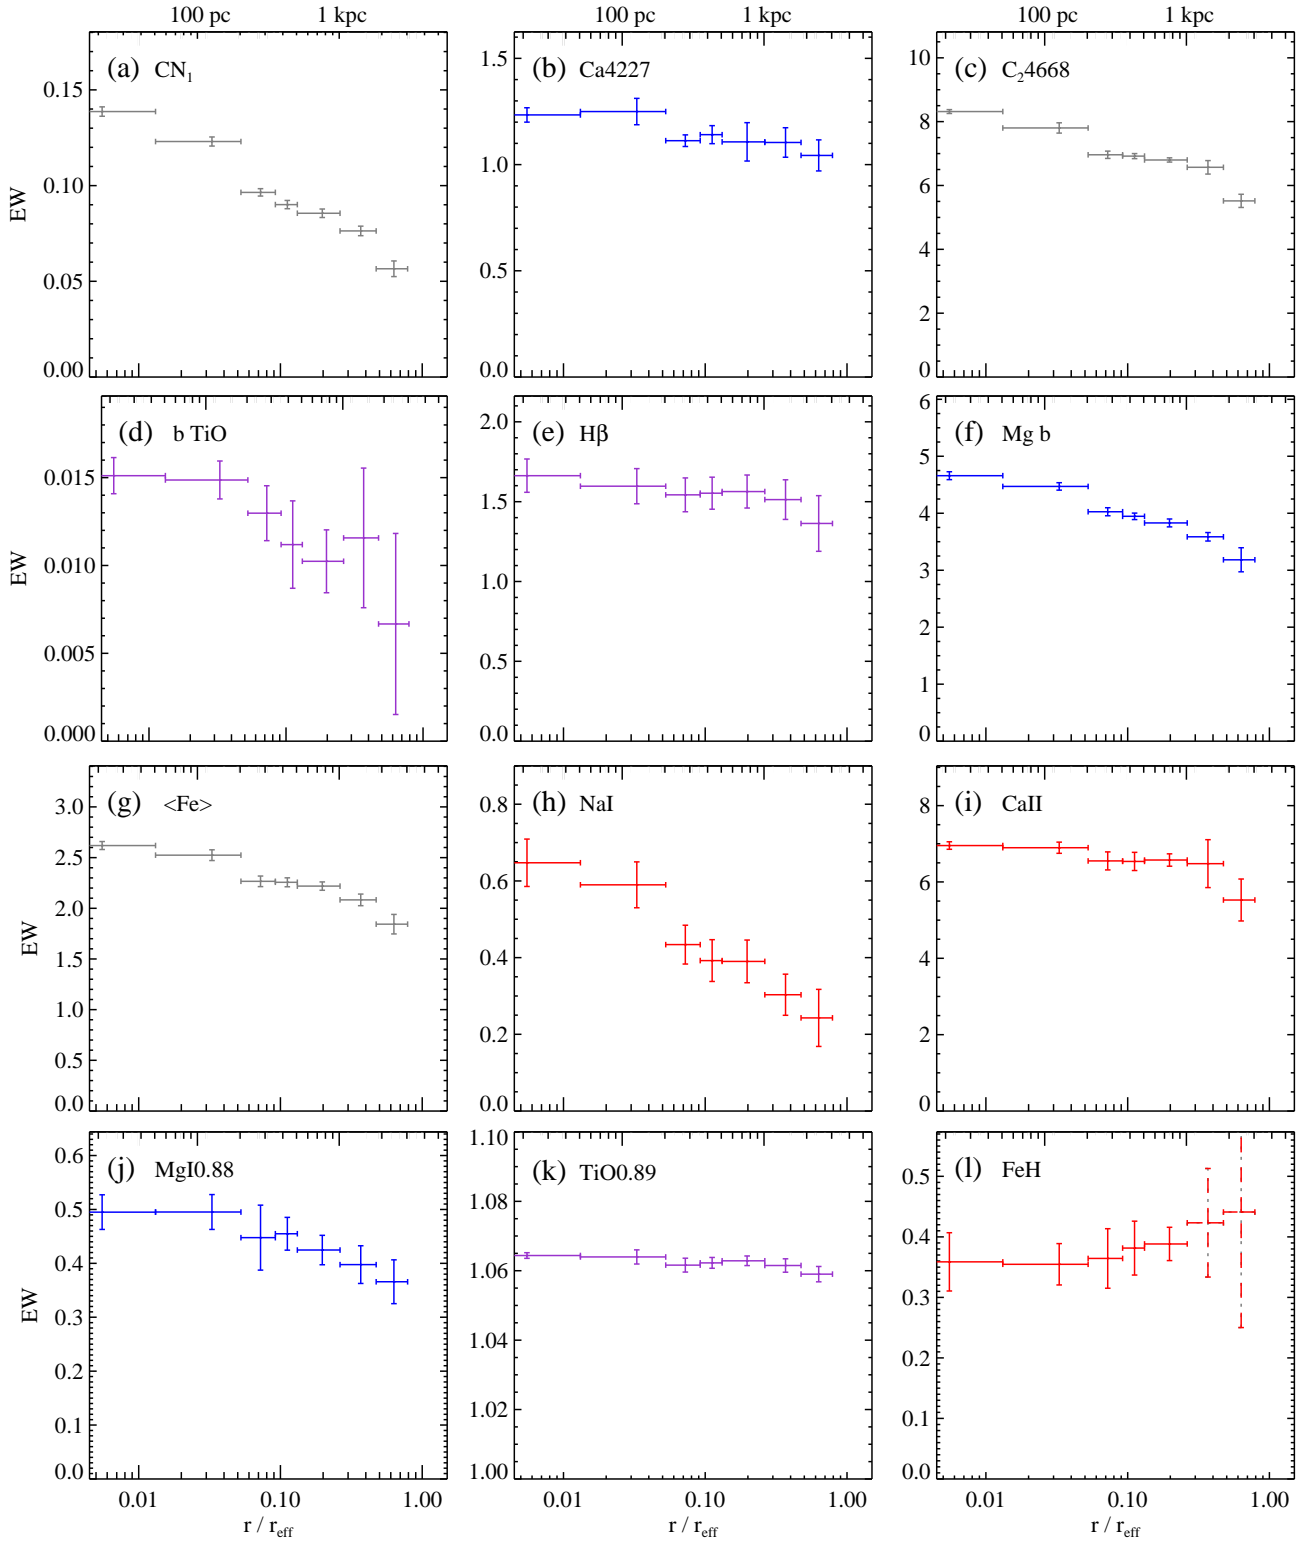 100 pc 1 kpc 100 pc 1 kpc 100 pc 1 kpc
(a) CN₁ (b) Ca4227 (c) C₂4668
0.15 0.10 0.05 0.00
EW
1.5 1.0 0.5 0.0
10 8 6 4 2 0
(d) b TiO (e) Hβ (f) Mg b
0.015 0.010 0.005 0.000
EW
2.0 1.5 1.0 0.5 0.0
6 5 4 3 2 1 0
(g) <Fe> (h) NaI (i) CaII
3.0 2.5 2.0 1.5 1.0 0.5 0.0
EW
0.8 0.6 0.4 0.2 0.0
8 6 4 2 0
(j) MgI0.88 (k) TiO0.89 (l) FeH
0.6 0.5 0.4 0.3 0.2 0.1 0.0
EW
1.10 1.08 1.06 1.04 1.02 1.00
0.5 0.4 0.3 0.2 0.1 0.0
0.01 0.10 1.00 0.01 0.10 1.00 0.01 0.10 1.00
r / r_eff r / r_eff r / r_eff